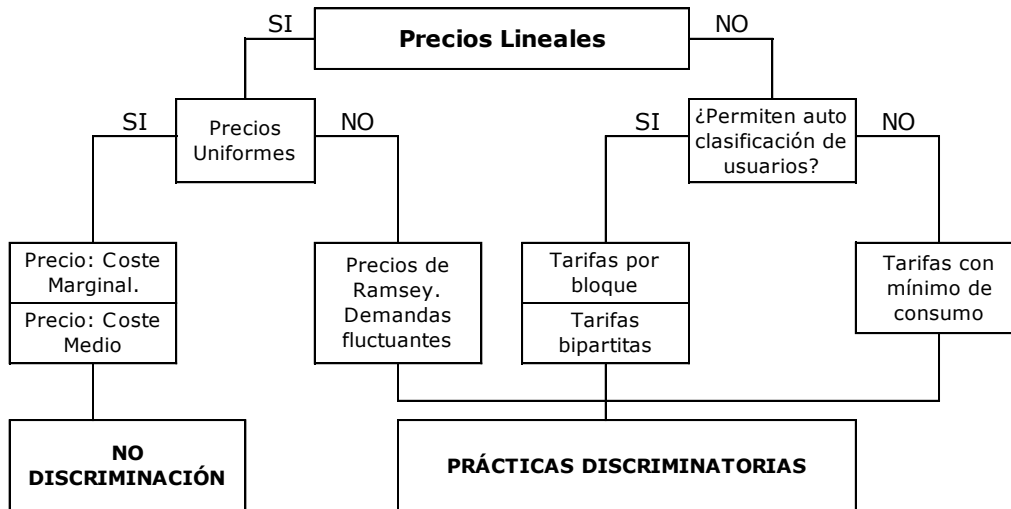 SI
Precios Lineales
NO
SI
Precios
Uniformes
NO
SI
¿Permiten auto
clasificación de
usuarios?
NO
Precio: Coste
Marginal.
Precio: Coste
Medio
Precios de
Ramsey.
Demandas
fluctuantes
Tarifas por
bloque
Tarifas
bipartitas
Tarifas con
mínimo de
consumo
NO
DISCRIMINACIÓN
PRÁCTICAS DISCRIMINATORIAS